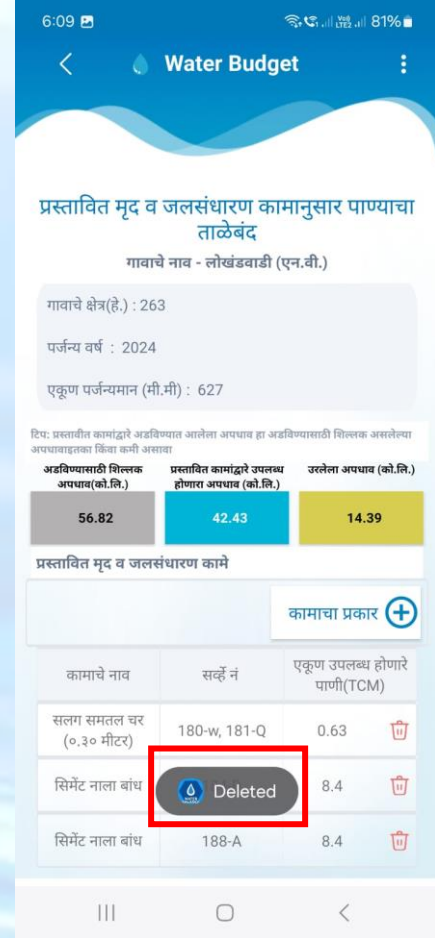 6:09
81%
Water Budget
प्रस्तावित मृद व जलसंधारण कामानुसार पाण्याचा
ताळेबंद
गावाचे नाव - लोखंडवाडी (एन.वी.)
गावाचे क्षेत्र(हे.) : 263
पर्जन्य वर्ष : 2024
एकूण पर्जन्यमान (मी.मी) : 627
टिप: प्रस्तावीत कामांद्वारे अडविण्यात आलेला अपधाव हा अडविण्यासाठी शिल्लक असलेल्या
अपधावाइतका किंवा कमी असावा
अडविण्यासाठी शिल्लक
अपधाव(को.लि.)
प्रस्तावित कामांद्वारे उपलब्ध
होणारा अपधाव (को.लि.)
उरलेला अपधाव (को.लि.)
56.82
42.43
14.39
प्रस्तावित मृद व जलसंधारण कामे
कामाचा प्रकार
कामाचे नाव
सर्व्हे नं
एकूण उपलब्ध होणारे
पाणी(TCM)
सलग समतल चर
(०.३० मीटर)
180-w, 181-Q
0.63
सिमेंट नाला बांध
8.4
Deleted
सिमेंट नाला बांध
188-A
8.4